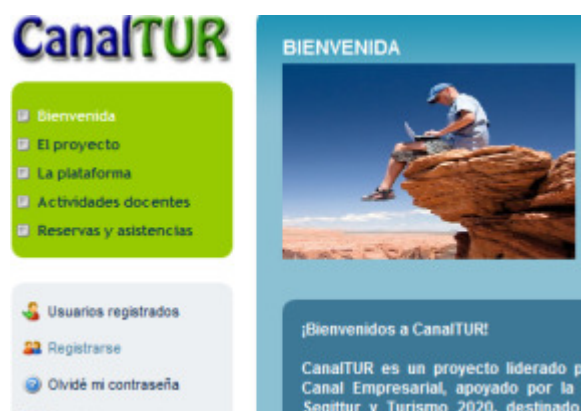 CanalTUR
Bienvenida
El proyecto
La plataforma
Actividades docentes
Reservas y asistencias
Usuarios registrados
Registrarse
Olvidé mi contraseña
BIENVENIDA
¡Bienvenidos a CanalTUR!
CanalTUR es un proyecto liderado p
Canal Empresarial, apoyado por la
Segittur y Turismo 2020, destinado